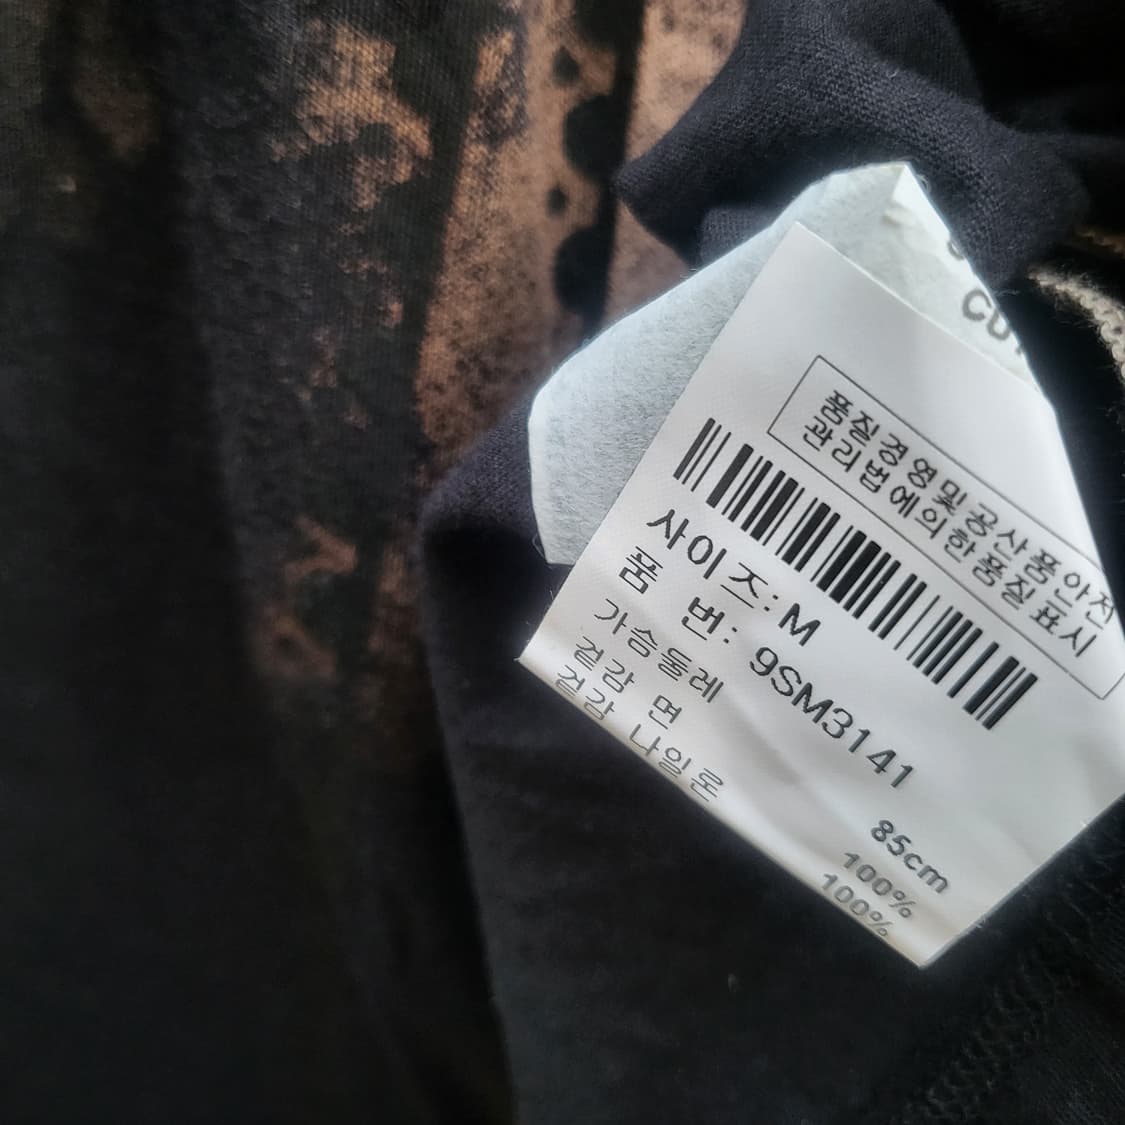 품질경영및공산품안전
관리법에의한품질표시
사이즈: M
품 번: 9SM3141
가슴둘레 85cm
겉감 면 100%
겉감 나일론 100%